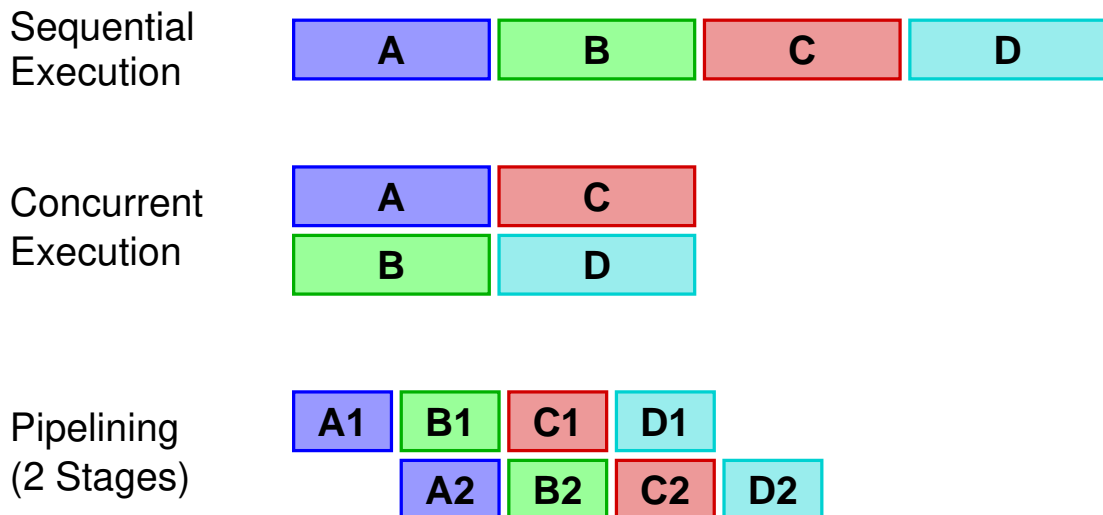 Sequential
Execution
A B C D
Concurrent
Execution
A C
B D
Pipelining
(2 Stages)
A1 B1 C1 D1
A2 B2 C2 D2